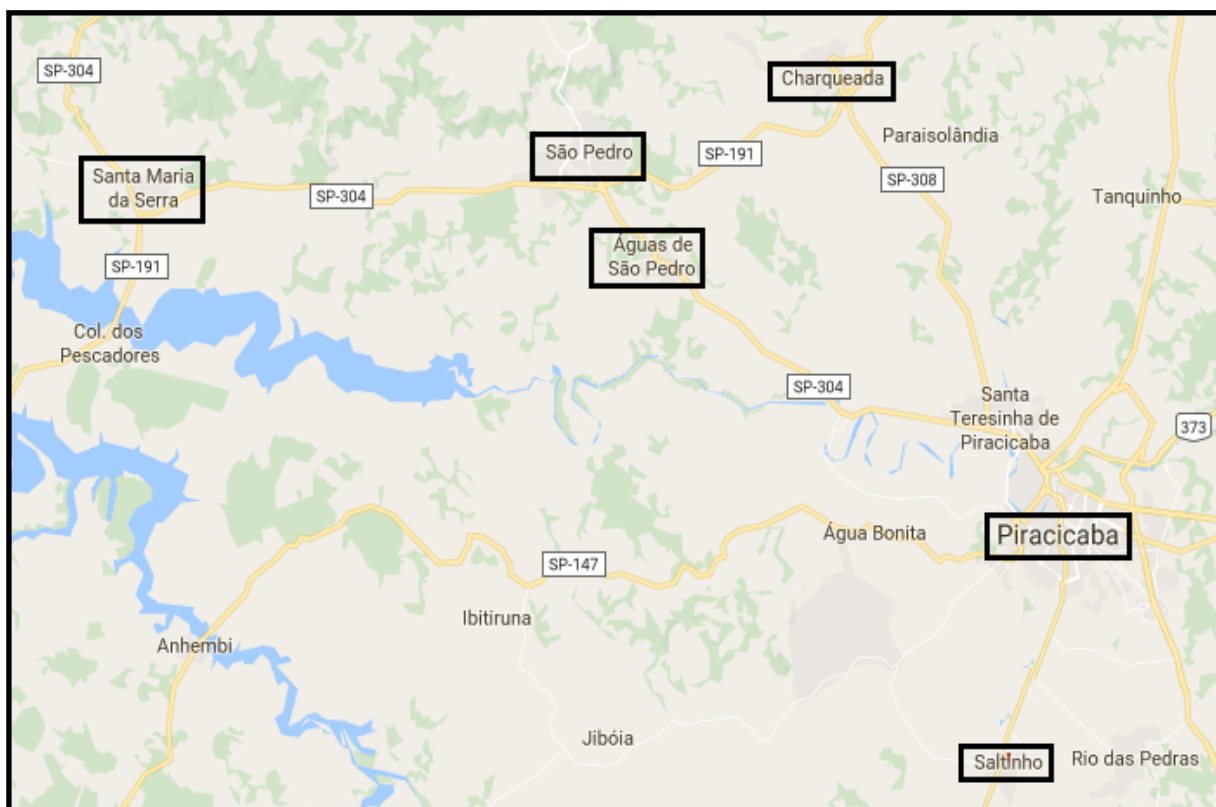 SP-304
Charqueada
Paraisolândia
São Pedro
SP-191
Santa Maria
da Serra
SP-304
SP-308
Tanquinho
Águas de
São Pedro
SP-191
Col. dos
Pescadores
SP-304
Santa
Teresinha de
Piracicaba
373
Água Bonita
Piracicaba
SP-147
Ibitiruna
Anhembi
Jibóia
Saltinho
Rio das Pedras